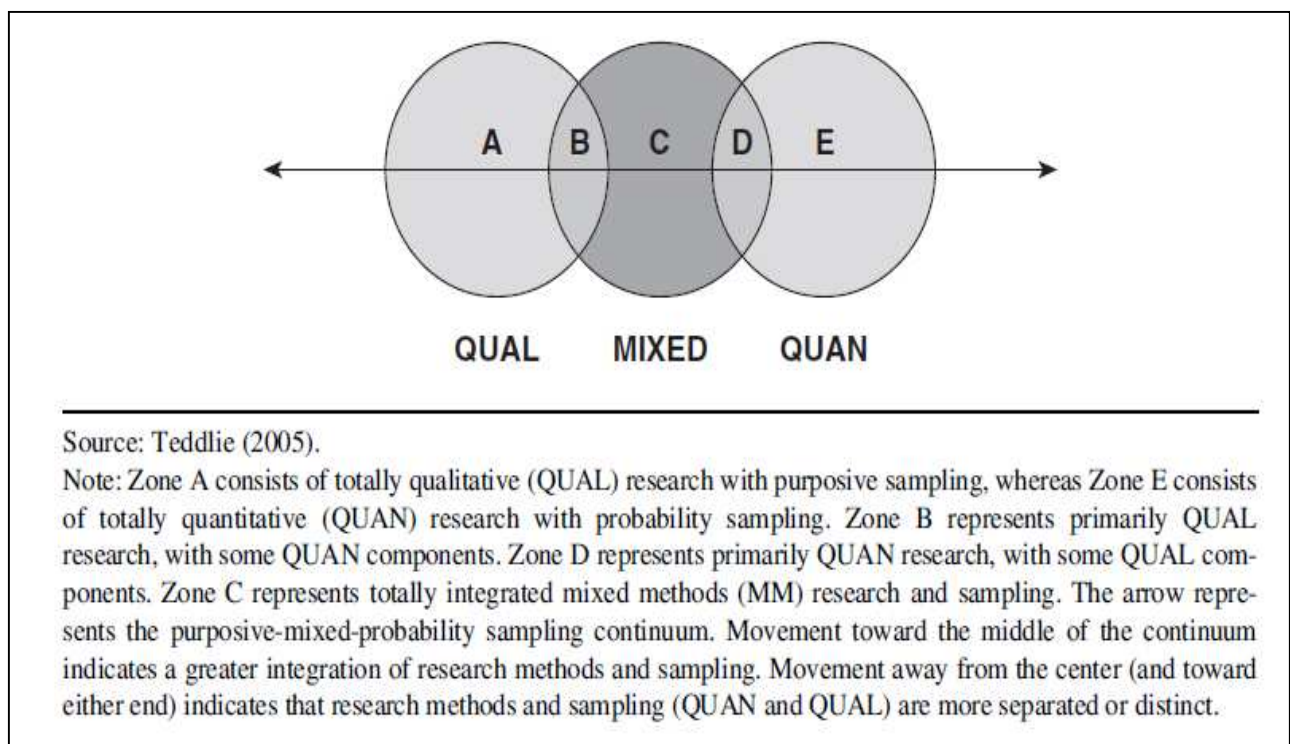 A B C D E
QUAL MIXED QUAN
Source: Teddlie (2005).
Note: Zone A consists of totally qualitative (QUAL) research with purposive sampling, whereas Zone E consists
of totally quantitative (QUAN) research with probability sampling. Zone B represents primarily QUAL
research, with some QUAN components. Zone D represents primarily QUAN research, with some QUAL com-
ponents. Zone C represents totally integrated mixed methods (MM) research and sampling. The arrow repre-
sents the purposive-mixed-probability sampling continuum. Movement toward the middle of the continuum
indicates a greater integration of research methods and sampling. Movement away from the center (and toward
either end) indicates that research methods and sampling (QUAN and QUAL) are more separated or distinct.